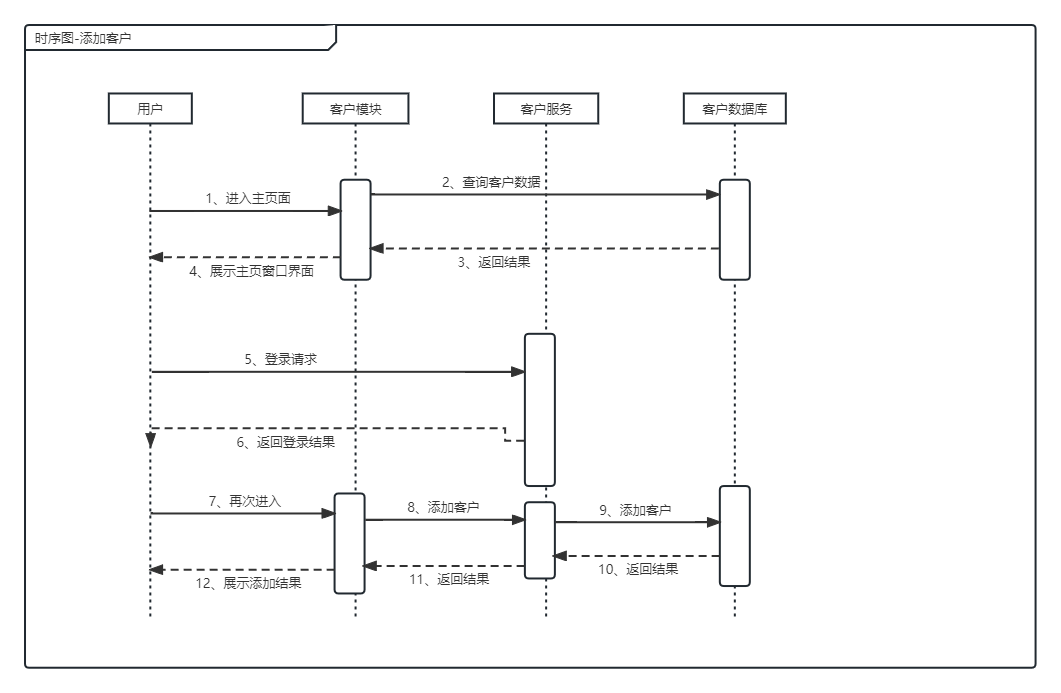 时序图-添加客户
用户
客户模块
客户服务
客户数据库
1、进入主页面
2、查询客户数据
3、返回结果
4、展示主页窗口界面
5、登录请求
6、返回登录结果
7、再次进入
8、添加客户
9、添加客户
10、返回结果
11、返回结果
12、展示添加结果